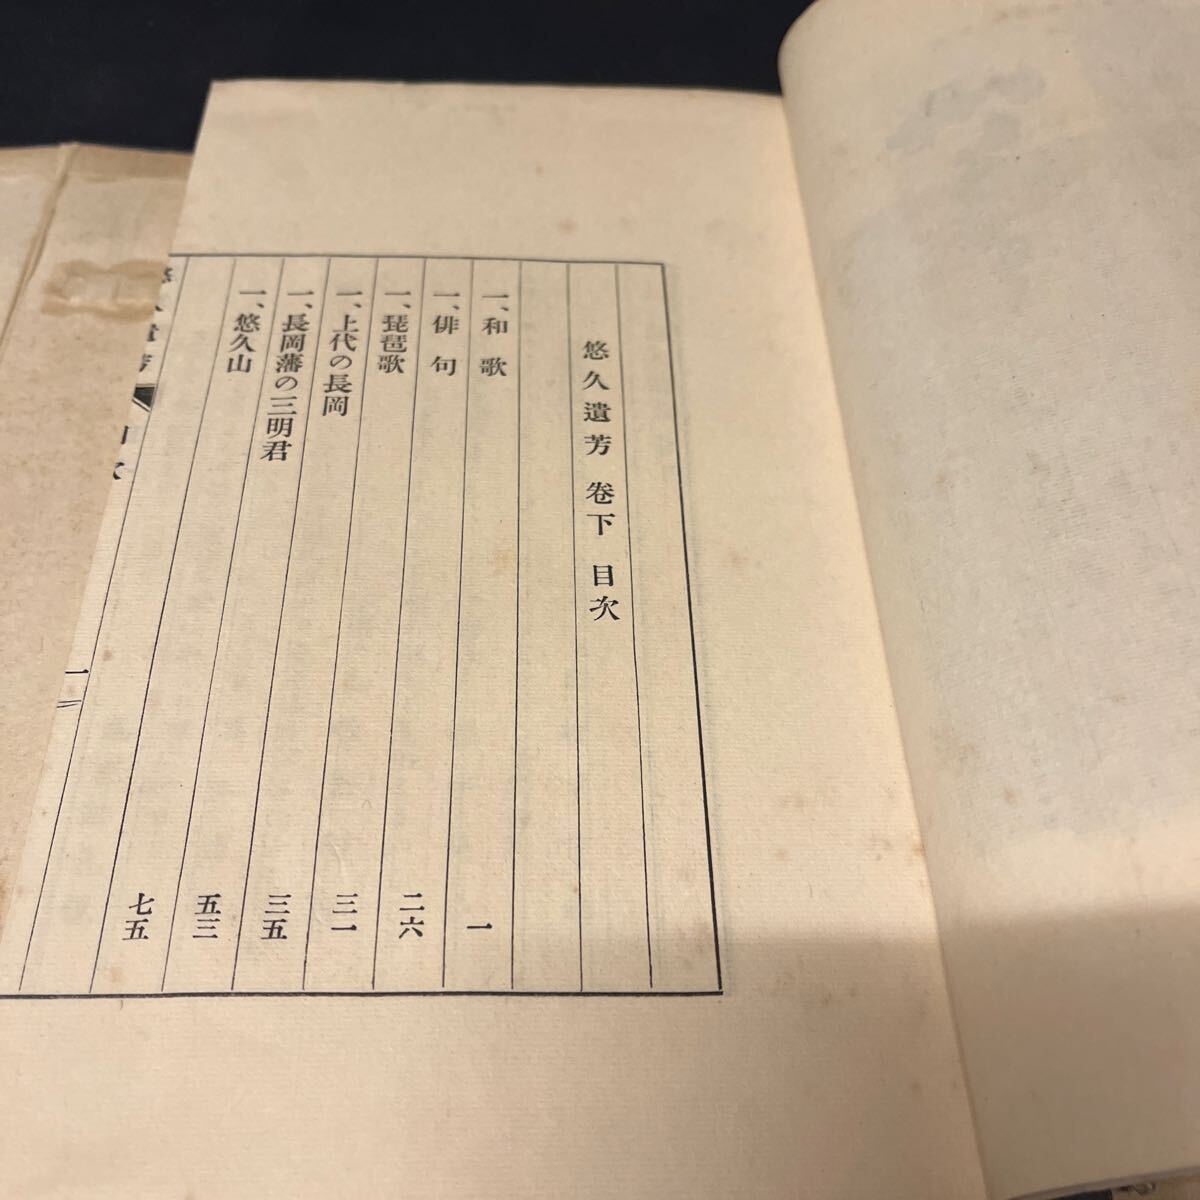 悠久遺芳 卷下 目次
一、和歌 一
一、俳句 二六
一、琵琶歌 三一
一、上代の長岡 三五
一、長岡藩の三明君 五三
一、悠久山 七五
一